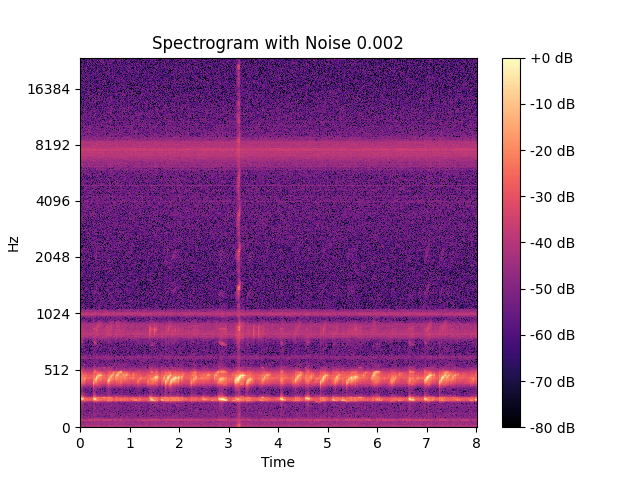 Spectrogram with Noise 0.002
Hz
16384
8192
4096
2048
1024
512
0
0 1 2 3 4 5 6 7 8
Time
+0 dB
-10 dB
-20 dB
-30 dB
-40 dB
-50 dB
-60 dB
-70 dB
-80 dB